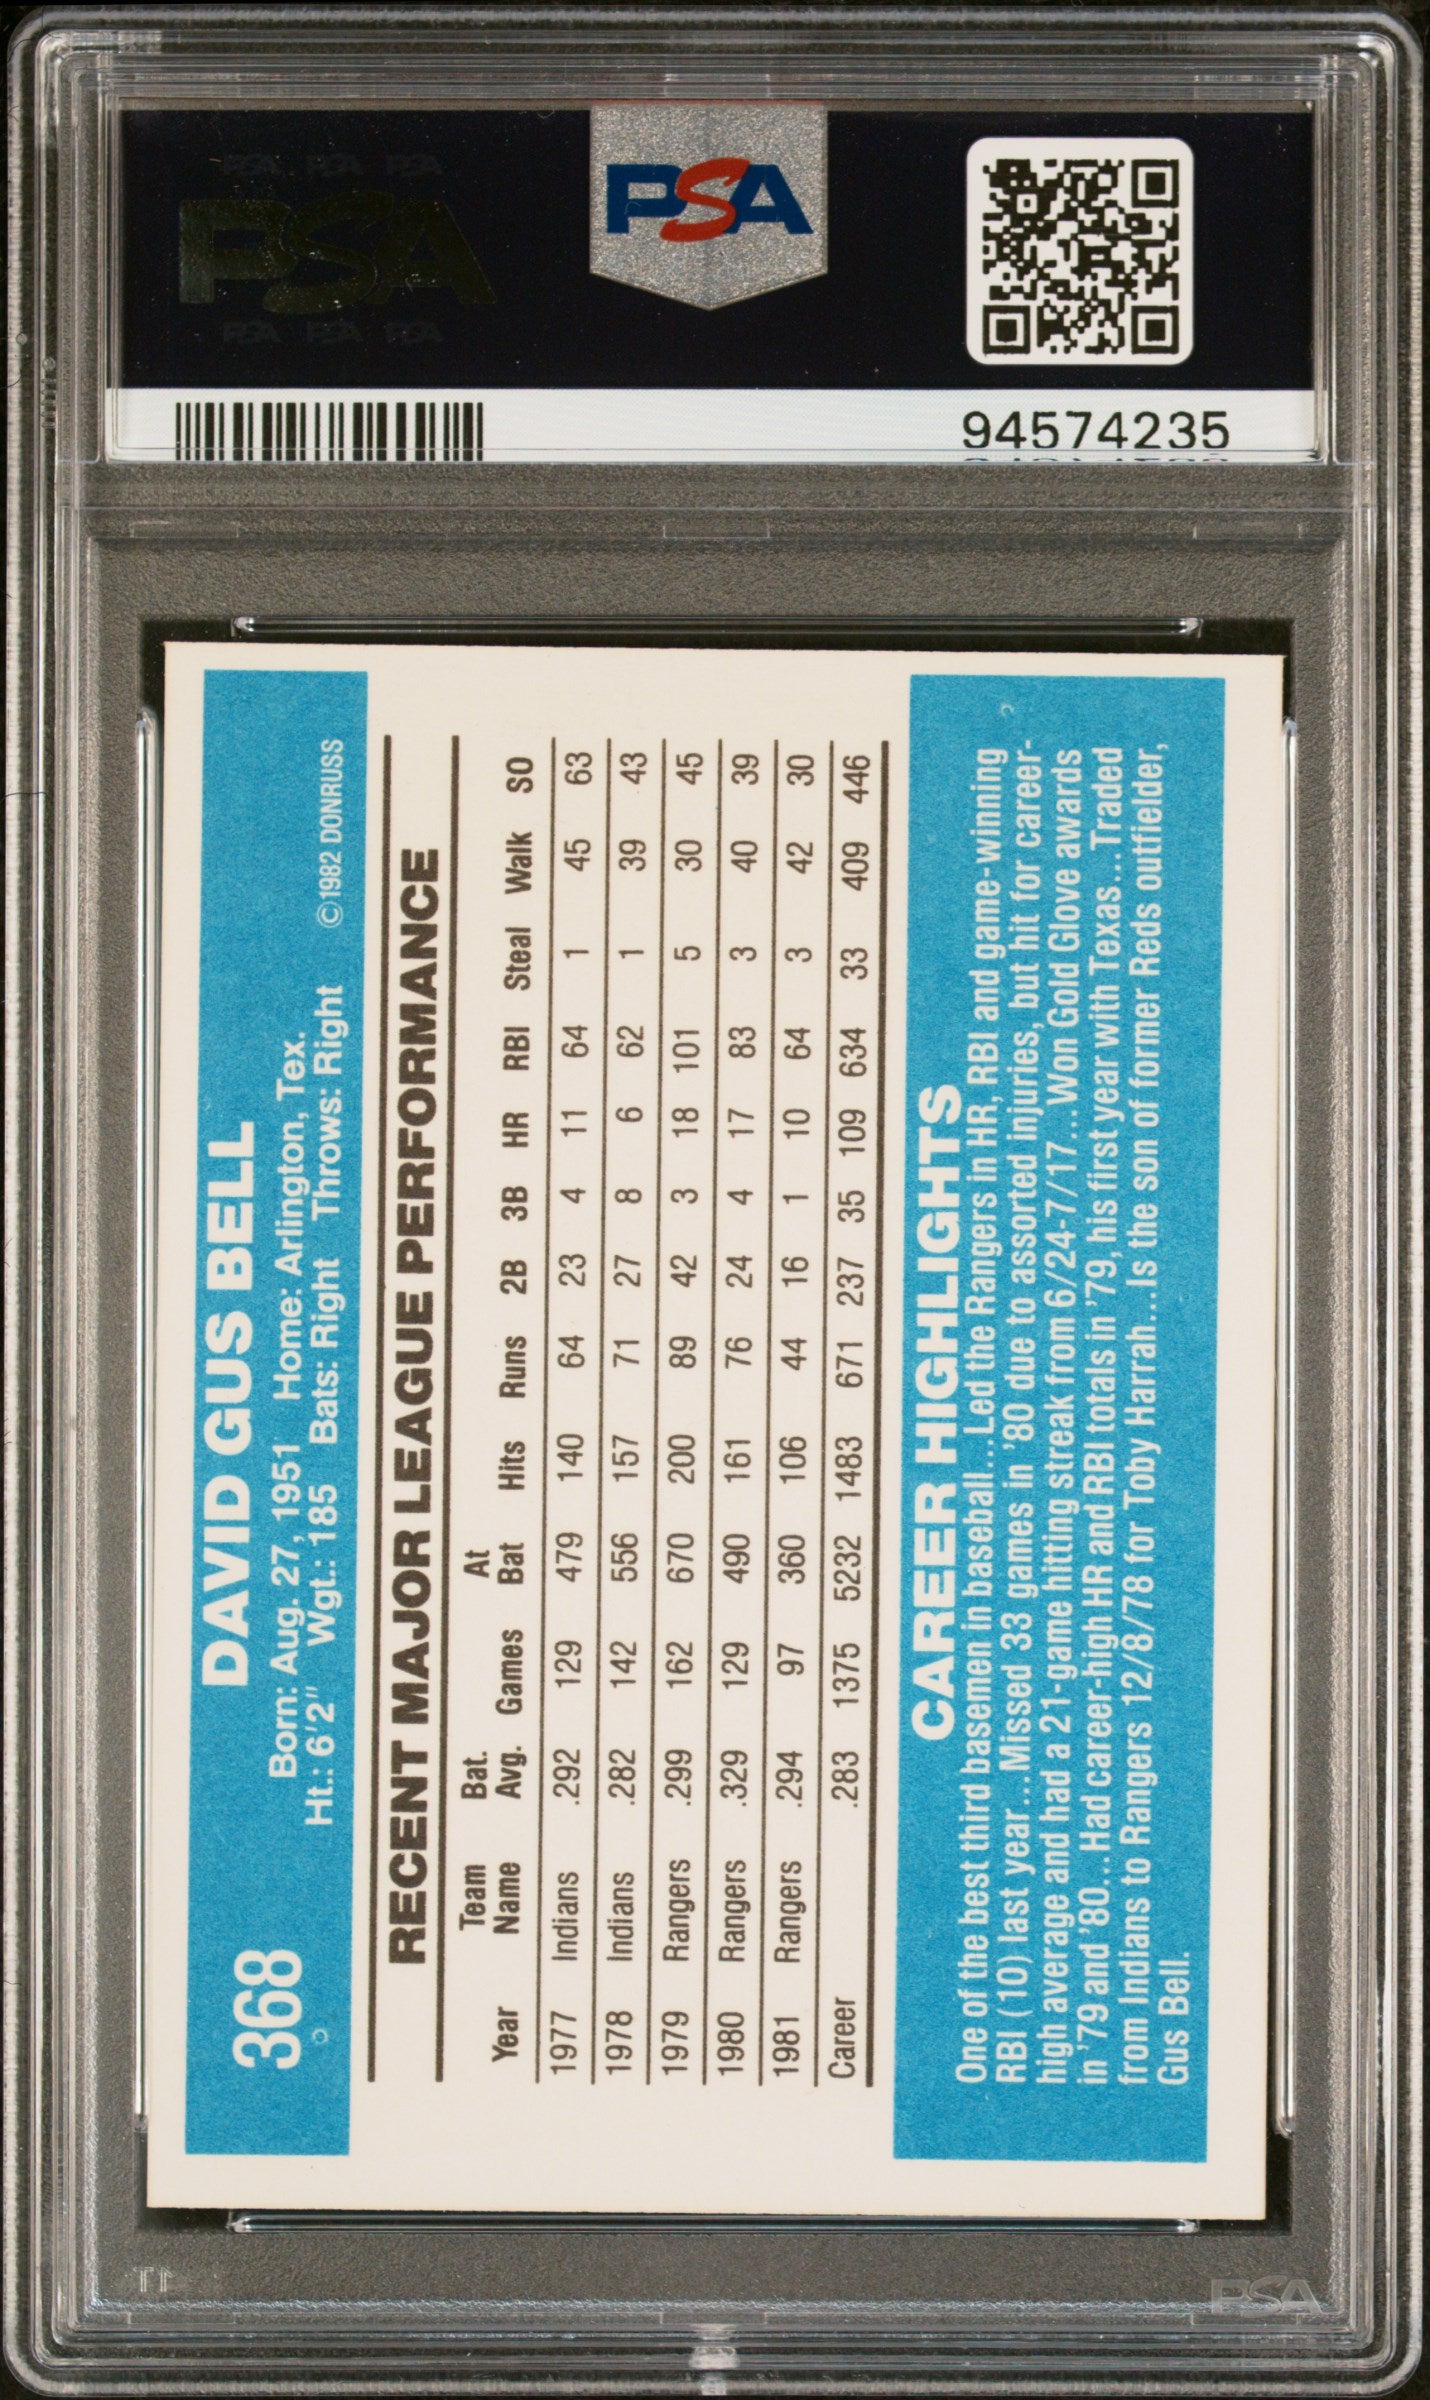 PSA PSA PSA
PSA
PSA PSA PSA
PSA
94574235
368
DAVID GUS BELL
Born: Aug. 27, 1951 Home: Arlington, Tex.
Ht.: 6'2" Wgt.: 185 Bats: Right Throws: Right ©1982 DONRUSS
RECENT MAJOR LEAGUE PERFORMANCE
Team Bat. At
Year Name Avg. Games Bat Hits Runs 2B 3B HR RBI Steal Walk SO
1977 Indians .292 129 479 140 64 23 4 11 64 1 45 63
1978 Indians .282 142 556 157 71 27 8 6 62 1 39 43
1979 Rangers .299 162 670 200 89 42 3 18 101 5 30 45
1980 Rangers .329 129 490 161 76 24 4 17 83 3 40 39
1981 Rangers .294 97 360 106 44 16 1 10 64 3 42 30
Career .283 1375 5232 1483 671 237 35 109 634 33 409 446
CAREER HIGHLIGHTS
One of the best third basemen in baseball...Led the Rangers in HR, RBI and game-winning
RBI (10) last year...Missed 33 games in '80 due to assorted injuries, but hit for career-
high average and had a 21-game hitting streak from 6/24-7/17...Won Gold Glove awards
in '79 and '80...Had career-high HR and RBI totals in '79, his first year with Texas...Traded
from Indians to Rangers 12/8/78 for Toby Harrah...Is the son of former Reds outfielder,
Gus Bell.
PSA